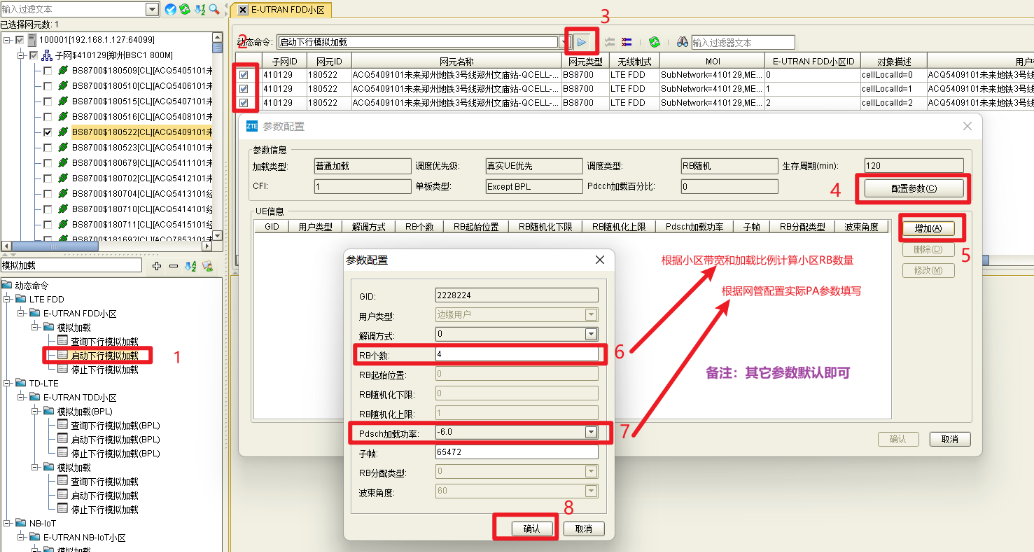 输入过滤文本
E-UTRAN FDD小区
已选择网元数: 1
100001{192.168.1.127:64099}
子网$410129{郑州BSC1 800M}
BS8700$180509[CL]{ACQ5405101未
BS8700$180510[CL]{ACQ5406101未
BS8700$180515[CL]{ACQ5407101未
BS8700$180516[CL]{ACQ5408101未
BS8700$180522[CL]{ACQ5409101未
BS8700$180523[CL]{ACQ5410101未
BS8700$180679[CL]{ACQ5411101未
BS8700$180702[CL]{ACQ5412101未
BS8700$180704[CL]{ACQ5413101经
BS8700$180710[CL]{ACQ5414101经
BS8700$180711[CL]{ACQ5415101经
模拟加载
动态命令
LTE FDD
E-UTRAN FDD小区
模拟加载
查询下行模拟加载
启动下行模拟加载
停止下行模拟加载
1
TD-LTE
E-UTRAN TDD小区
模拟加载(BPL)
查询下行模拟加载(BPL)
启动下行模拟加载(BPL)
停止下行模拟加载(BPL)
模拟加载
查询下行模拟加载
启动下行模拟加载
停止下行模拟加载
NB-IoT
E-UTRAN NB-IoT小区
模拟加载
2
3
动态命令:
启动下行模拟加载
输入过滤器文本
子网ID 网元ID 网元名称 网元类型 无线制式 MOI E-UTRAN FDD小区ID 对象描述 用户
410129 180522 ACQ5409101未来郑州地铁3号线郑州文庙站-QCELL-... BS8700 LTE FDD SubNetwork=410129,ME... 0 cellLocalId=0 ACQ5409101未来郑州地铁3号线
410129 180522 ACQ5409101未来郑州地铁3号线郑州文庙站-QCELL-... BS8700 LTE FDD SubNetwork=410129,ME... 1 cellLocalId=1 ACQ5409101未来郑州地铁3号线
410129 180522 ACQ5409101未来郑州地铁3号线郑州文庙站-QCELL-... BS8700 LTE FDD SubNetwork=410129,ME... 2 cellLocalId=2 ACQ5409101未来郑州地铁3号线
ZTE 参数配置
参数信息
加载类型: 普通加载 调度优先级: 真实UE优先 调度类型: RB随机 生存周期(min): 120
CFI: 1 单板类型: Except BPL Pdcch加载百分比: 0
4 配置参数(C)
UE信息
GID 用户类型 解调方式 RB个数 RB起始位置 RB随机化下限 RB随机化上限 Pdsch加载功率 子帧 RB分配类型 波束角度
增加(A)
5
删除(D)
修改(M)
确认 取消
参数配置
GID: 2228224
用户类型: 边缘用户
解调方式: 0
RB个数: 4
6
RB起始位置: 0
RB随机化下限: 0
RB随机化上限: 1
Pdsch加载功率: -6.0
7
子帧: 65472
RB分配类型: 0
波束角度: 60
8
确认 取消
根据小区带宽和加载比例计算小区RB数量
根据网管配置实际PA参数填写
备注：其它参数默认即可